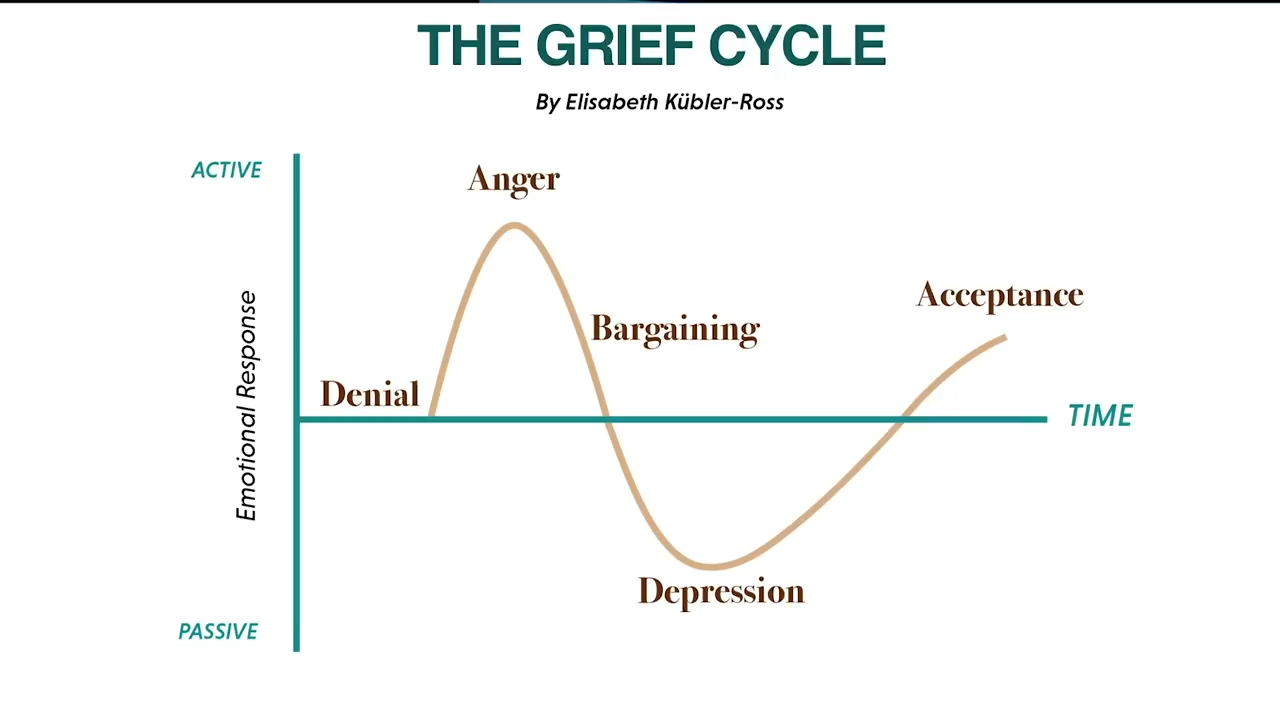 THE GRIEF CYCLE
By Elisabeth Kübler-Ross
ACTIVE
Anger
Acceptance
Bargaining
Denial
TIME
Emotional Response
Depression
PASSIVE